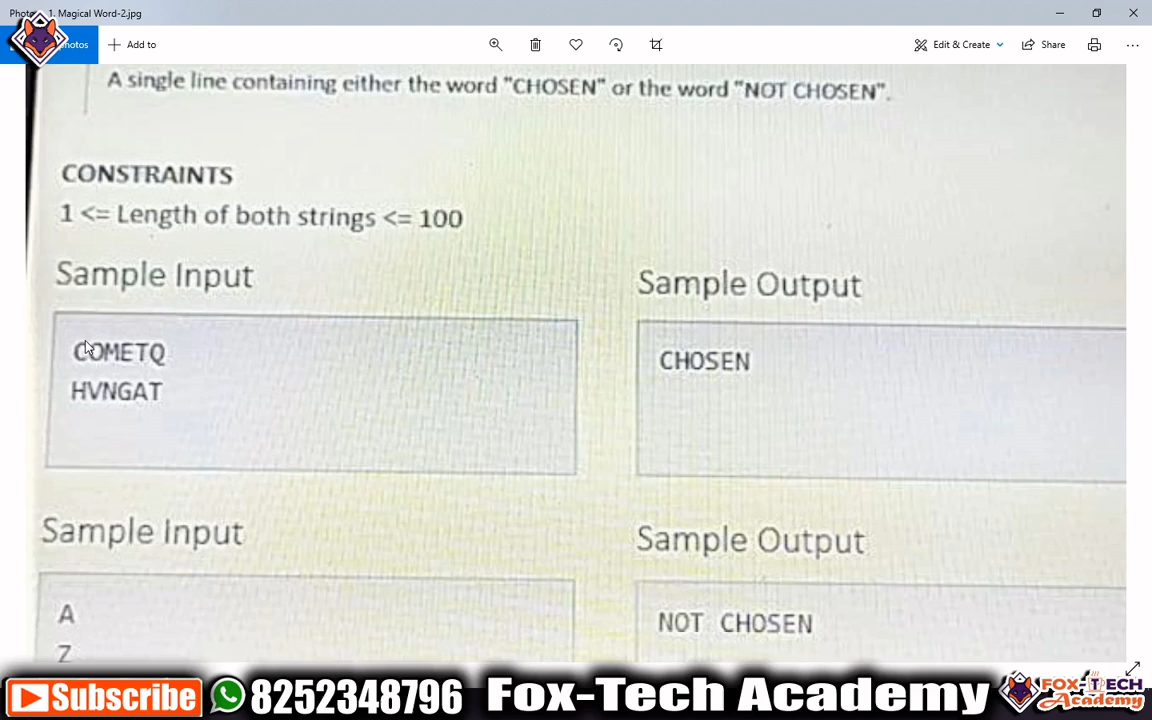 Photos - 1. Magical Word-2.jpg
Add to
Edit & Create
Share
A single line containing either the word "CHOSEN" or the word "NOT CHOSEN".
CONSTRAINTS
1 <= Length of both strings <= 100
Sample Input
Sample Output
COMETQ
HVNGAT
CHOSEN
Sample Input
Sample Output
A
Z
NOT CHOSEN
Subscribe
8252348796
Fox-Tech Academy
FOX-TECH
Academy